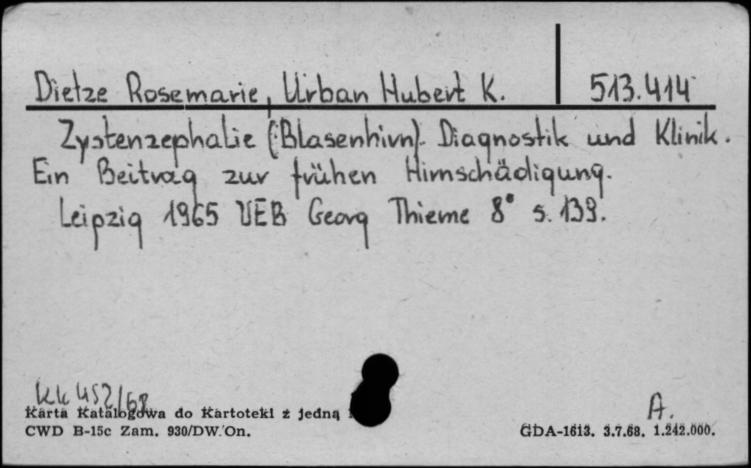 Dietze Rosemarie, Urban Hubert K. 513.414
Zystenzephalie (:Blasenhirn). Diagnostik und Klinik.
Ein Beitrag zur frühen Hirnschädigung.
Leipzig 1965 VEB Georg Thieme 8° s. 139.
KK 452/68
Karta Katalogowa do Kartoteki z jedną
A.
CWD B-15c Zam. 930/DW. On.
GDA-1613. 3.7.68. 1.242.000.